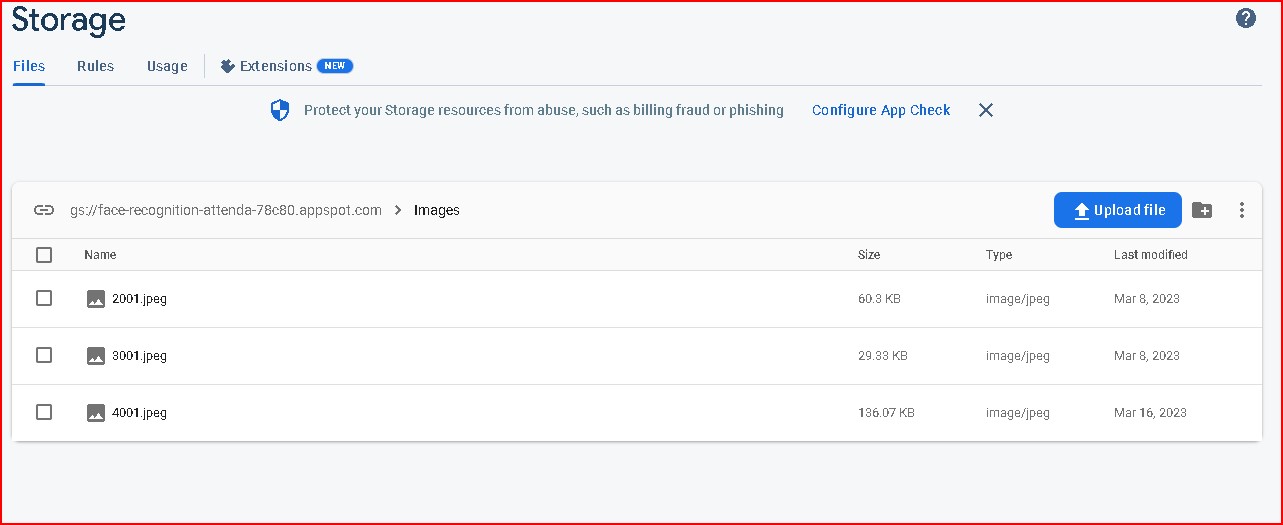 Storage
Files Rules Usage Extensions NEW
Protect your Storage resources from abuse, such as billing fraud or phishing Configure App Check
gs://face-recognition-attenda-78c80.appspot.com > Images Upload file
Name Size Type Last modified
2001.jpeg 60.3 KB image/jpeg Mar 8, 2023
3001.jpeg 29.33 KB image/jpeg Mar 8, 2023
4001.jpeg 136.07 KB image/jpeg Mar 16, 2023